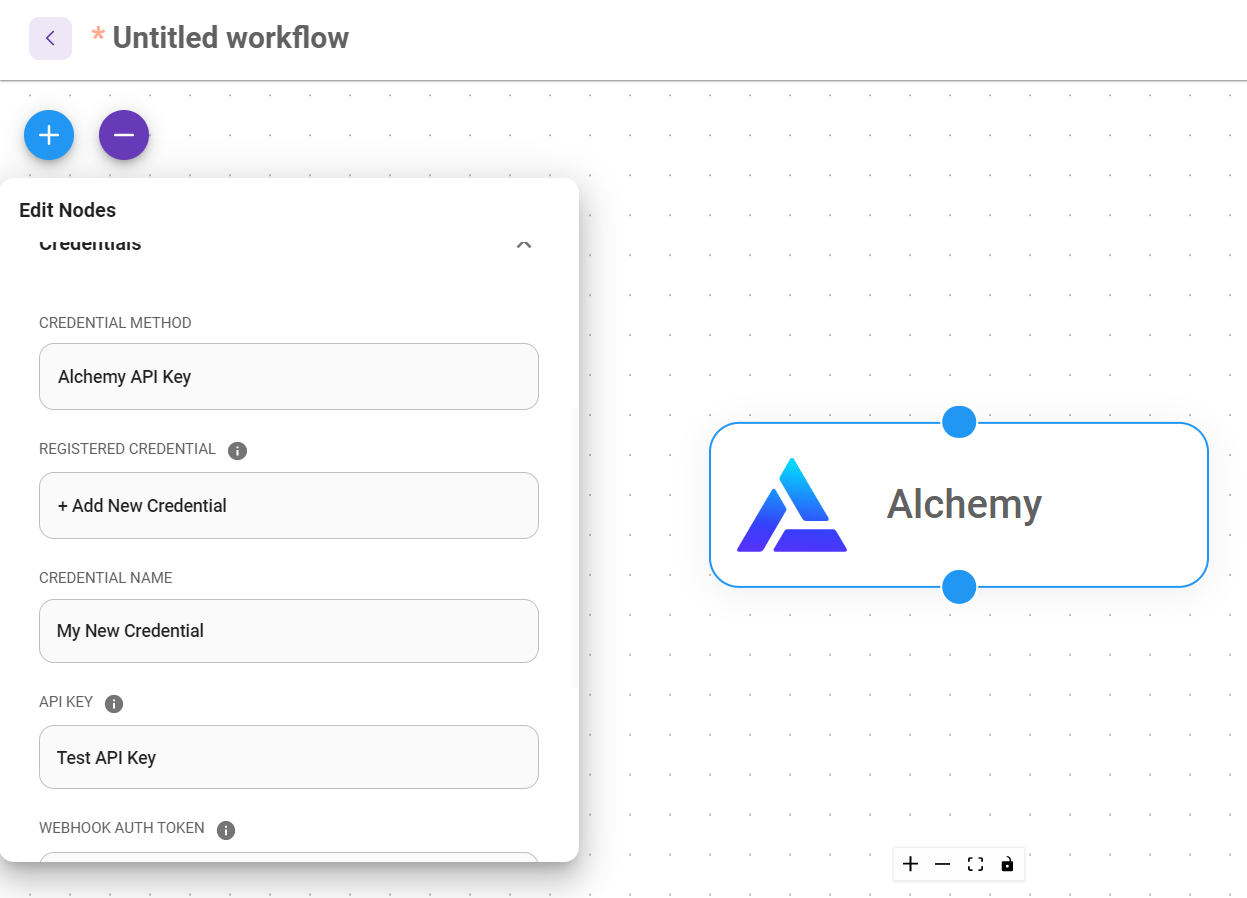 * Untitled workflow
Edit Nodes
Credentials
CREDENTIAL METHOD
Alchemy API Key
REGISTERED CREDENTIAL
+ Add New Credential
CREDENTIAL NAME
My New Credential
API KEY
Test API Key
WEBHOOK AUTH TOKEN
Alchemy